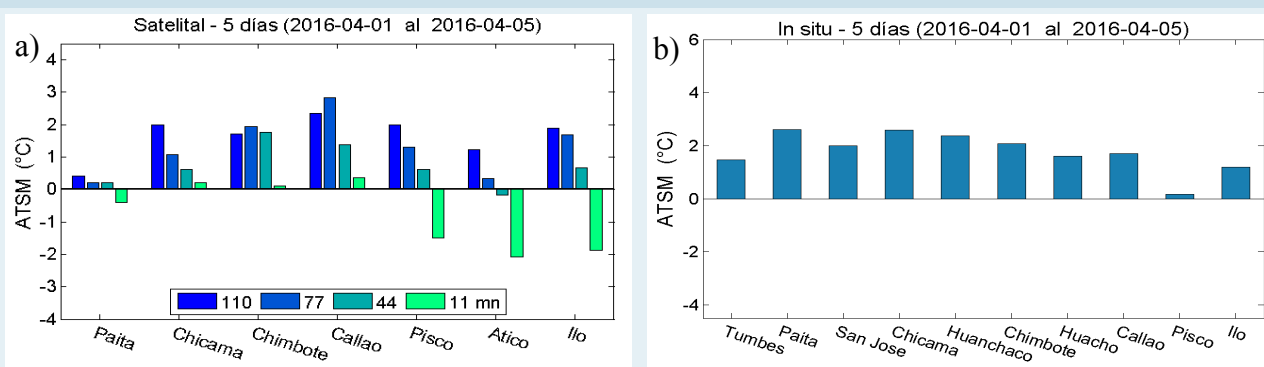 a)
Satelital - 5 días (2016-04-01 al 2016-04-05)
ATSM (°C)
4
3
2
1
0
-1
-2
-3
-4
110 77 44 11 mn
Paita Chicama Chimbote Callao Pisco Atico Ilo
b)
In situ - 5 días (2016-04-01 al 2016-04-05)
ATSM (°C)
6
4
2
0
-2
-4
Tumbes Paita San Jose Chicama Huanchaco Chimbote Huacho Callao Pisco Ilo